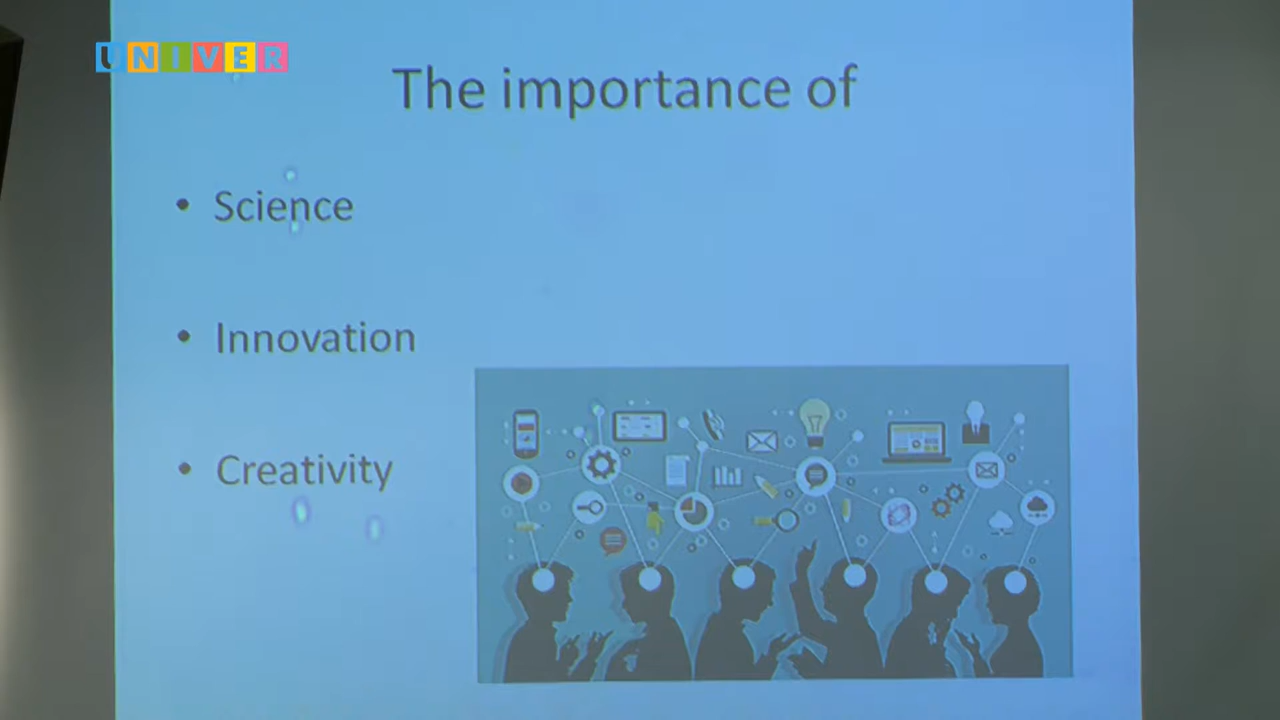 UNIVER
The importance of
• Science
• Innovation
• Creativity